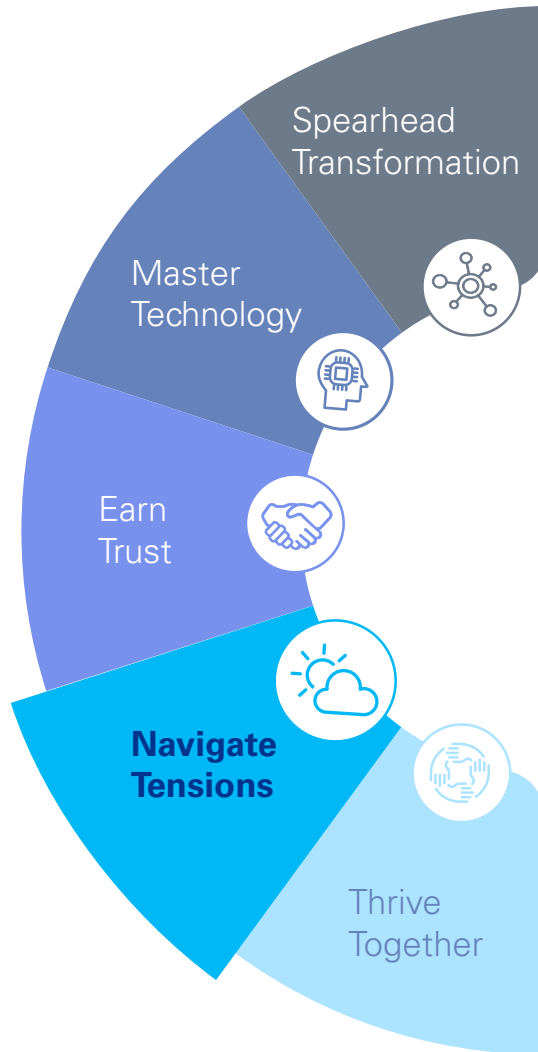 Spearhead
Transformation
Master
Technology
Earn
Trust
Navigate
Tensions
Thrive
Together